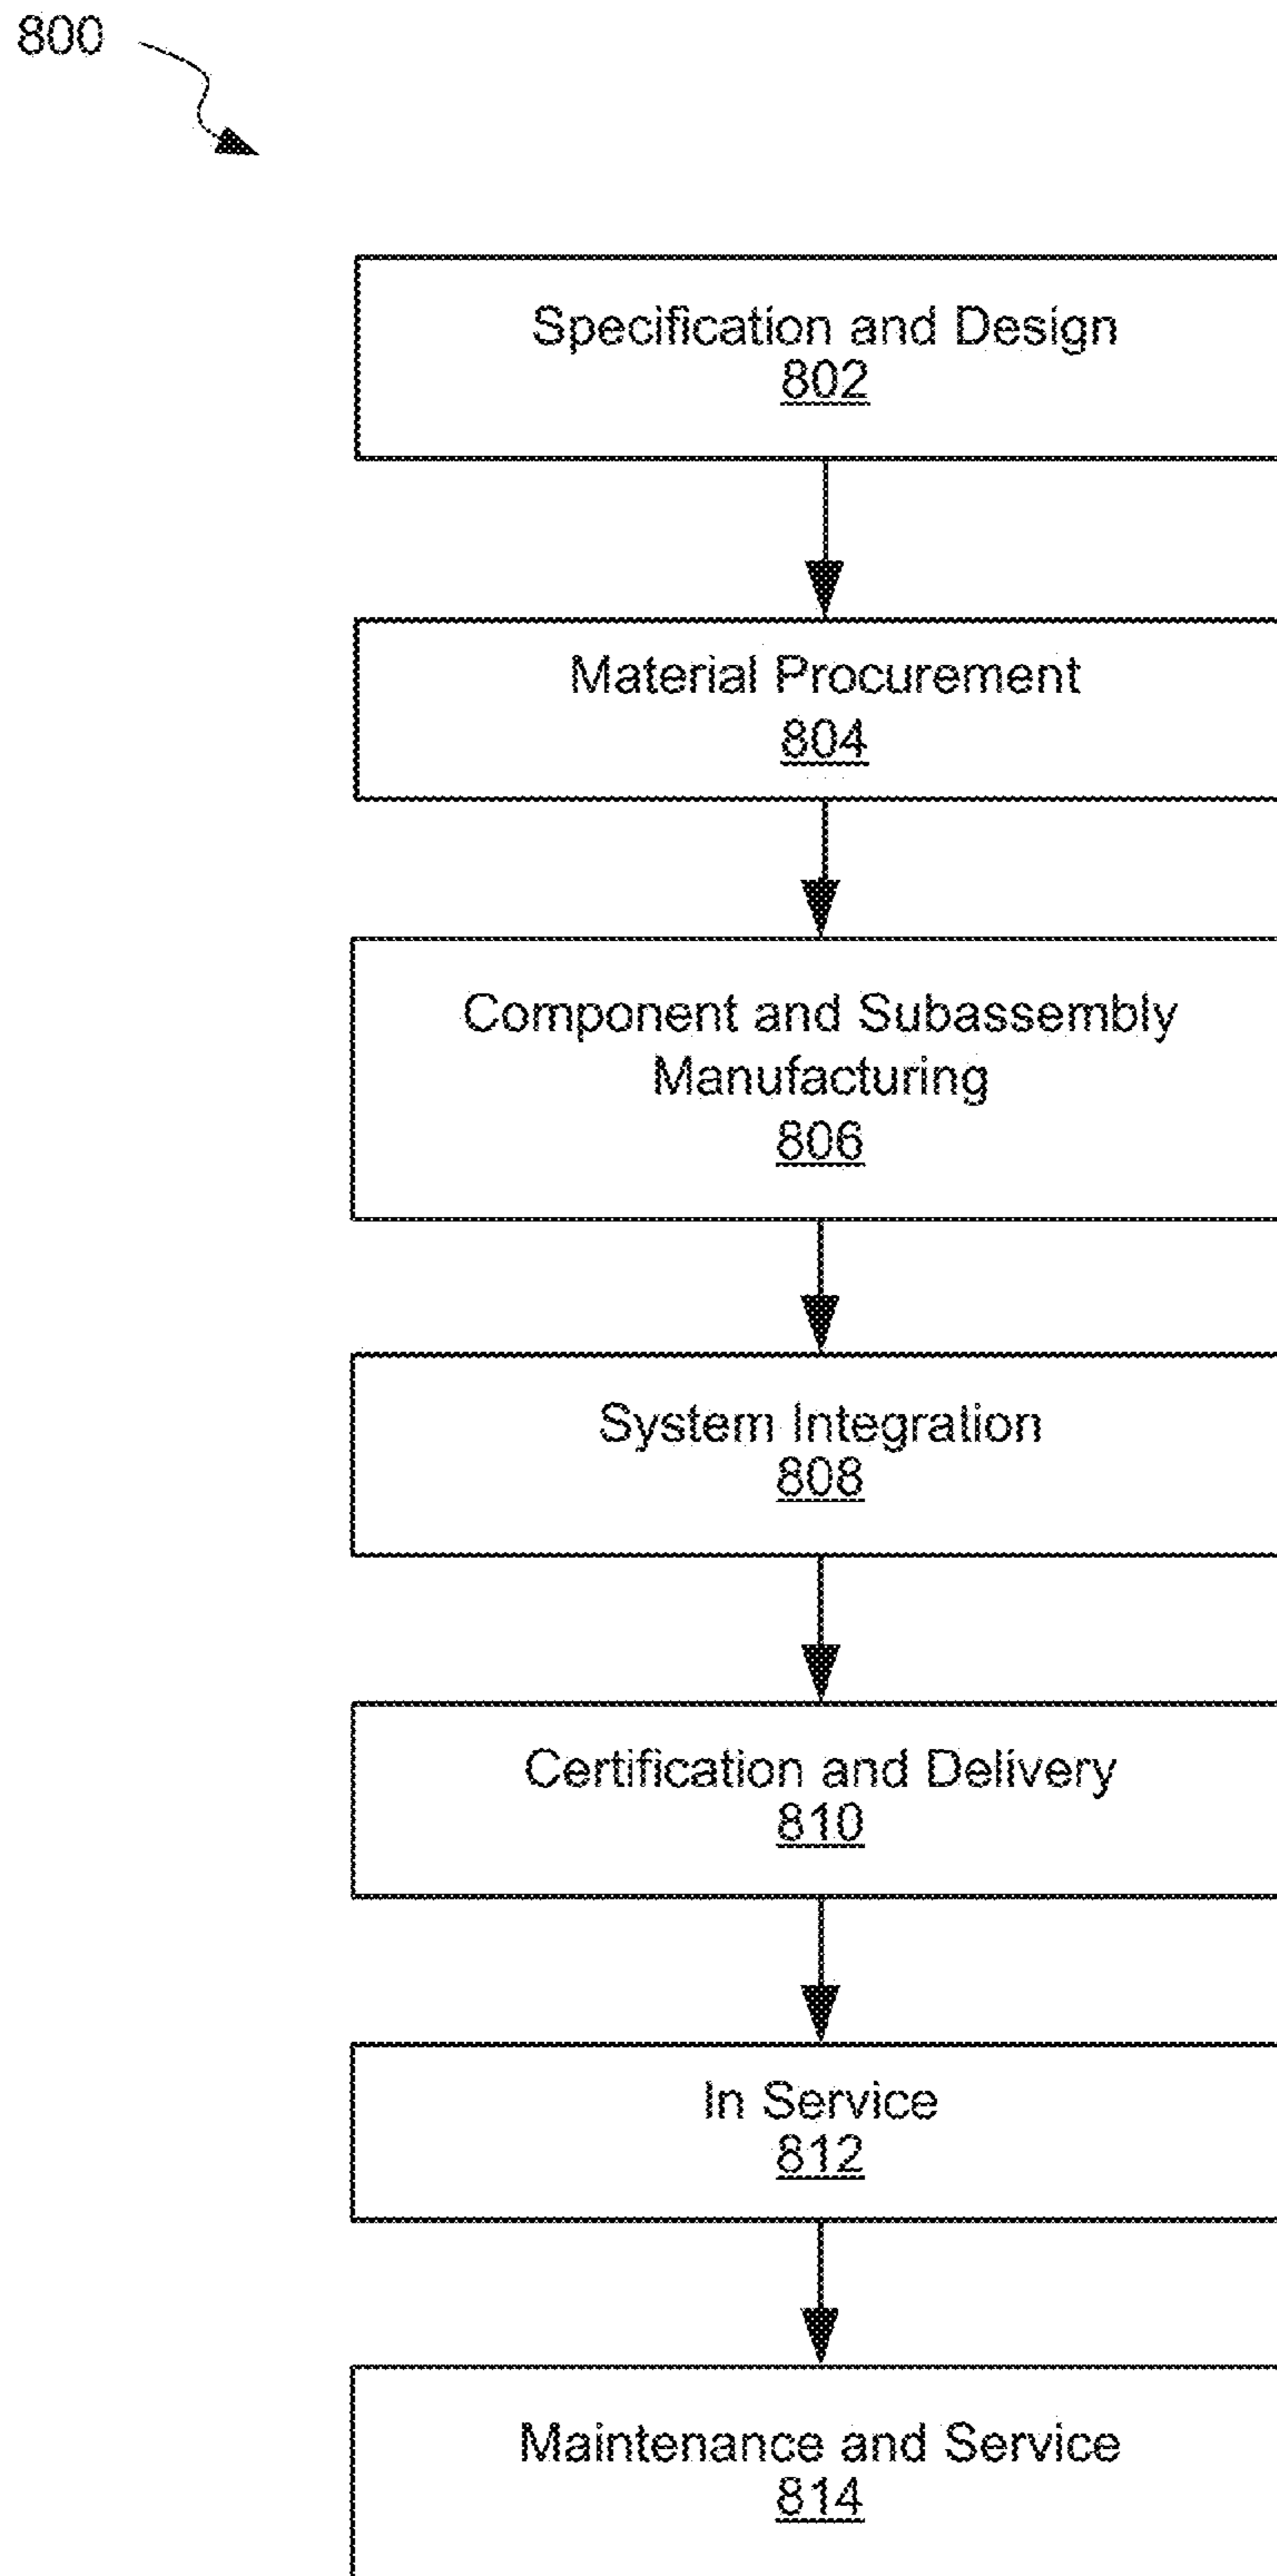 800
Specification and Design
802
Material Procurement
804
Component and Subassembly
Manufacturing
806
System Integration
808
Certification and Delivery
810
In Service
812
Maintenance and Service
814